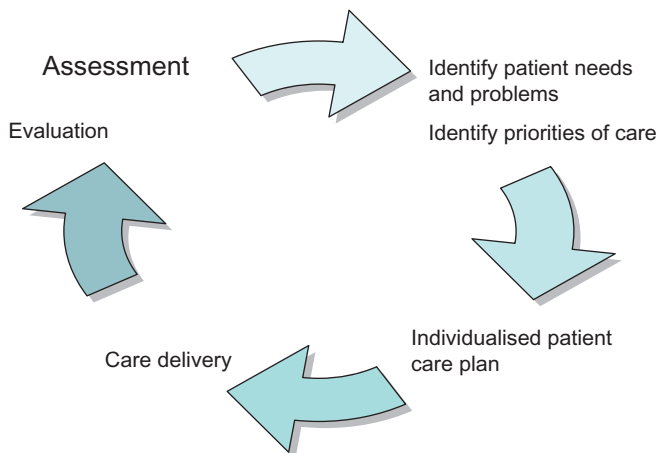 Assessment
Identify patient needs
and problems
Identify priorities of care
Individualised patient
care plan
Care delivery
Evaluation